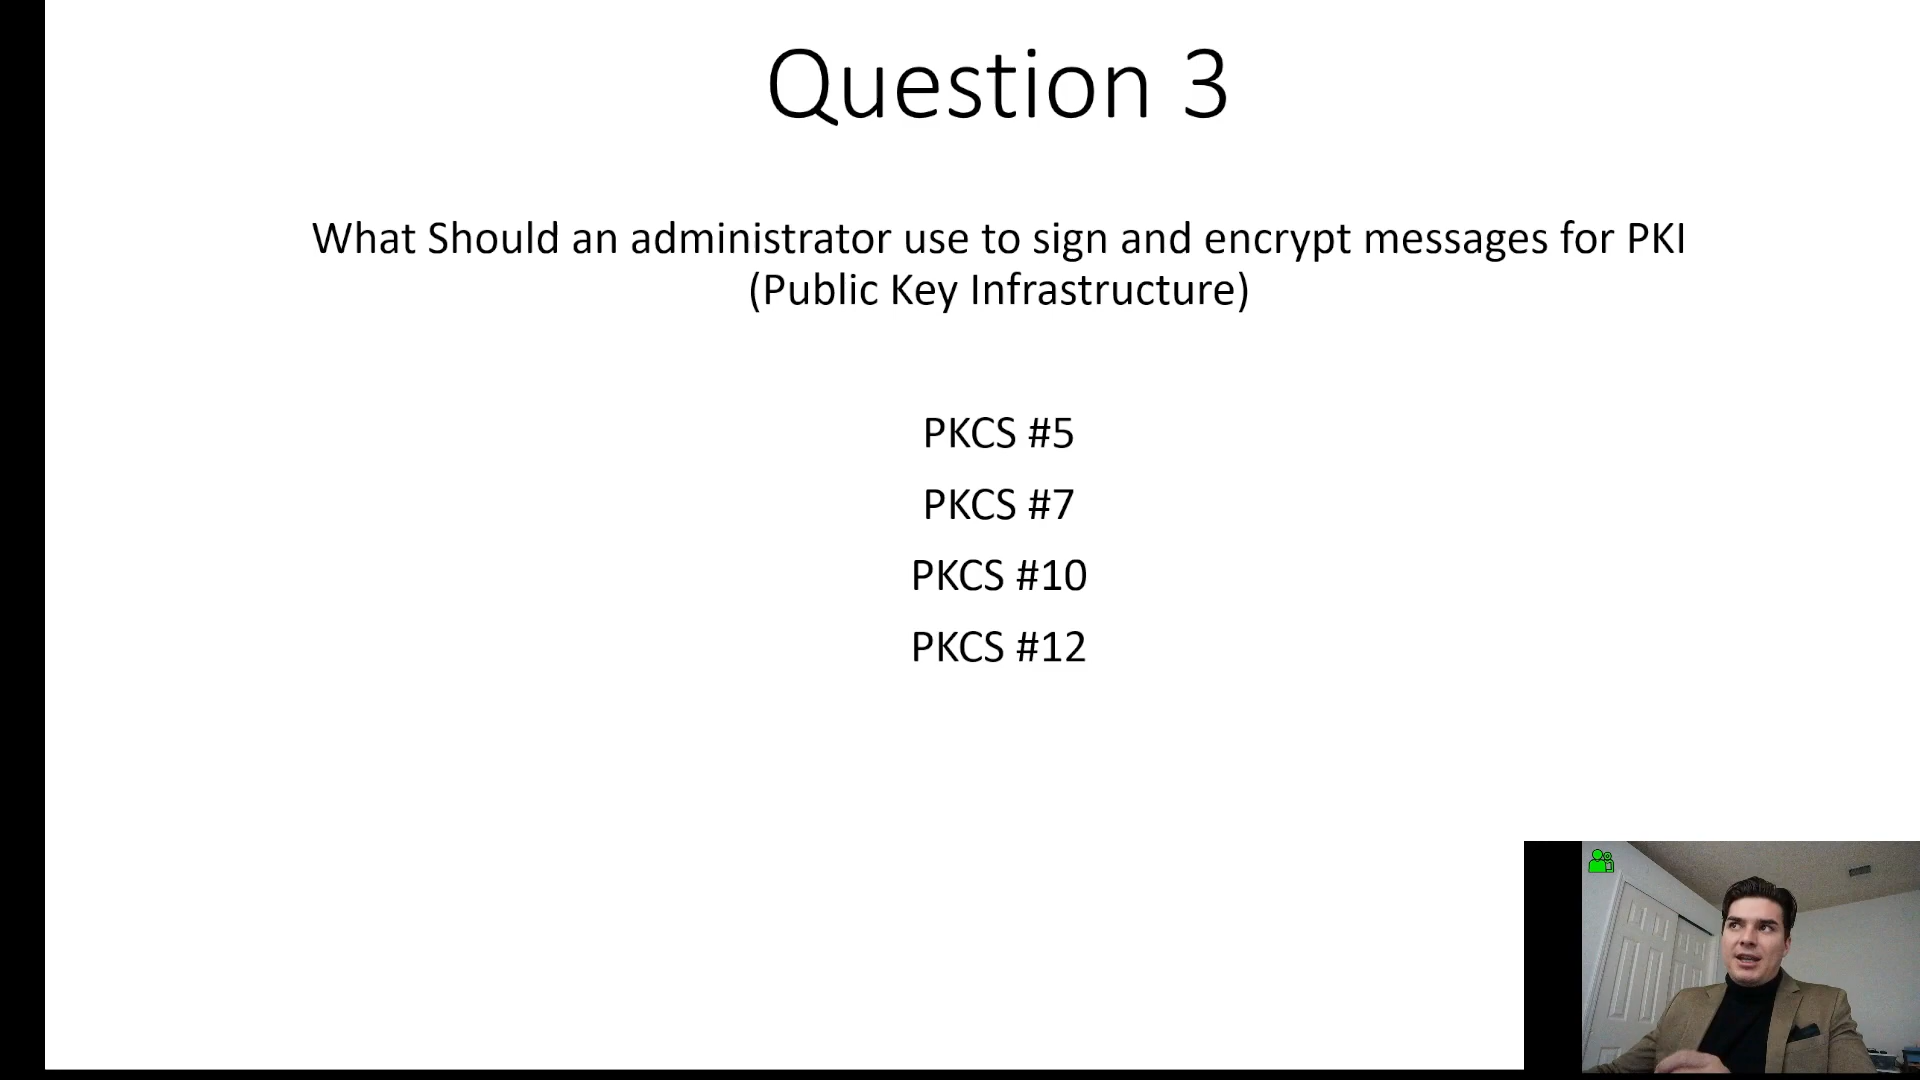 Question 3
What Should an administrator use to sign and encrypt messages for PKI
(Public Key Infrastructure)
PKCS #5
PKCS #7
PKCS #10
PKCS #12